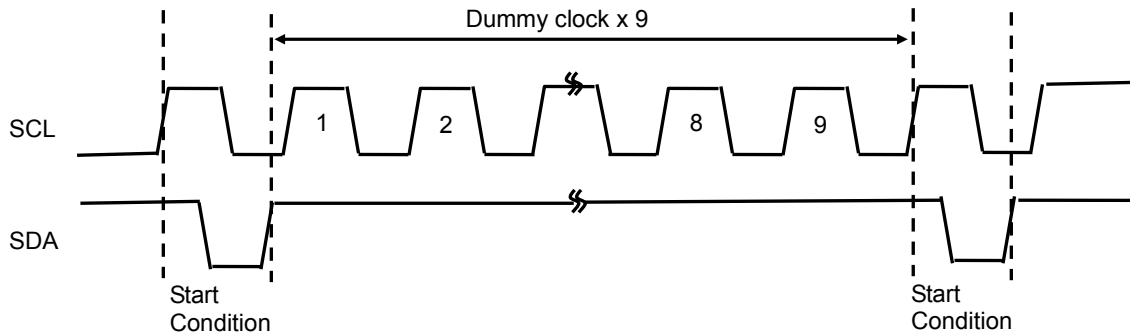 Dummy clock x 9
SCL
1
2
8
9
SDA
Start
Condition
Start
Condition